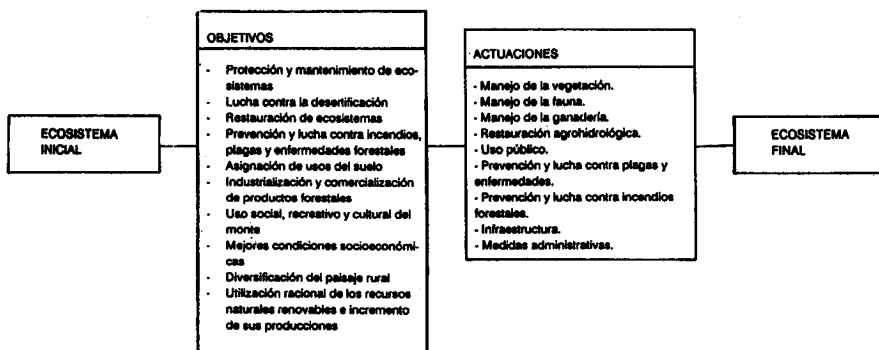 ECOSISTEMA
INICIAL
OBJETIVOS
- Protección y mantenimiento de eco-
sistemas
- Lucha contra la desertificación
- Restauración de ecosistemas
- Prevención y lucha contra incendios,
plagas y enfermedades forestales
- Asignación de usos del suelo
- Industrialización y comercialización
de productos forestales
- Uso social, recreativo y cultural del
monte
- Mejores condiciones socioeconómi-
cas
- Diversificación del paisaje rural
- Utilización racional de los recursos
naturales renovables e incremento
de sus producciones
ACTUACIONES
- Manejo de la vegetación.
- Manejo de la fauna.
- Manejo de la ganadería.
- Restauración agrohidrológica.
- Uso público.
- Prevención y lucha contra plagas y
enfermedades.
- Prevención y lucha contra incendios
forestales.
- Infraestructura.
- Medidas administrativas.
ECOSISTEMA
FINAL